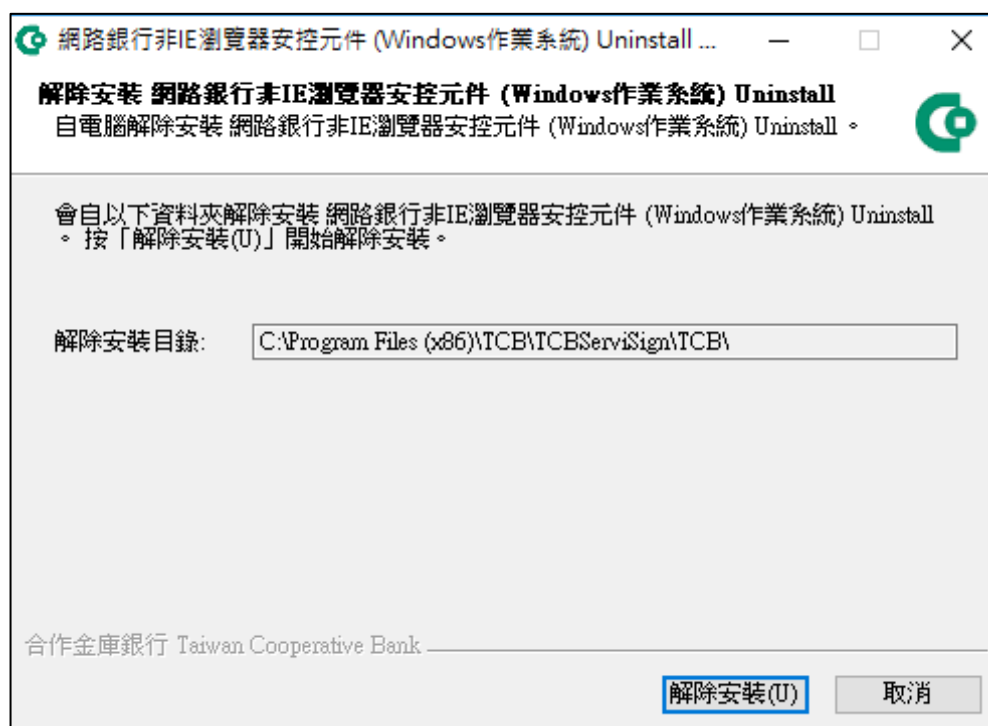 網路銀行非IE瀏覽器安控元件 (Windows作業系統) Uninstall ...
解除安裝 網路銀行非IE瀏覽器安控元件 (Windows作業系統) Uninstall
自電腦解除安裝 網路銀行非IE瀏覽器安控元件 (Windows作業系統) Uninstall 。
會自以下資料夾解除安裝 網路銀行非IE瀏覽器安控元件 (Windows作業系統) Uninstall
。 按「解除安裝(U)」開始解除安裝。
解除安裝目錄: C:\Program Files (x86)\TCB\TCBServiSign\TCB\
合作金庫銀行 Taiwan Cooperative Bank
解除安裝(U) 取消